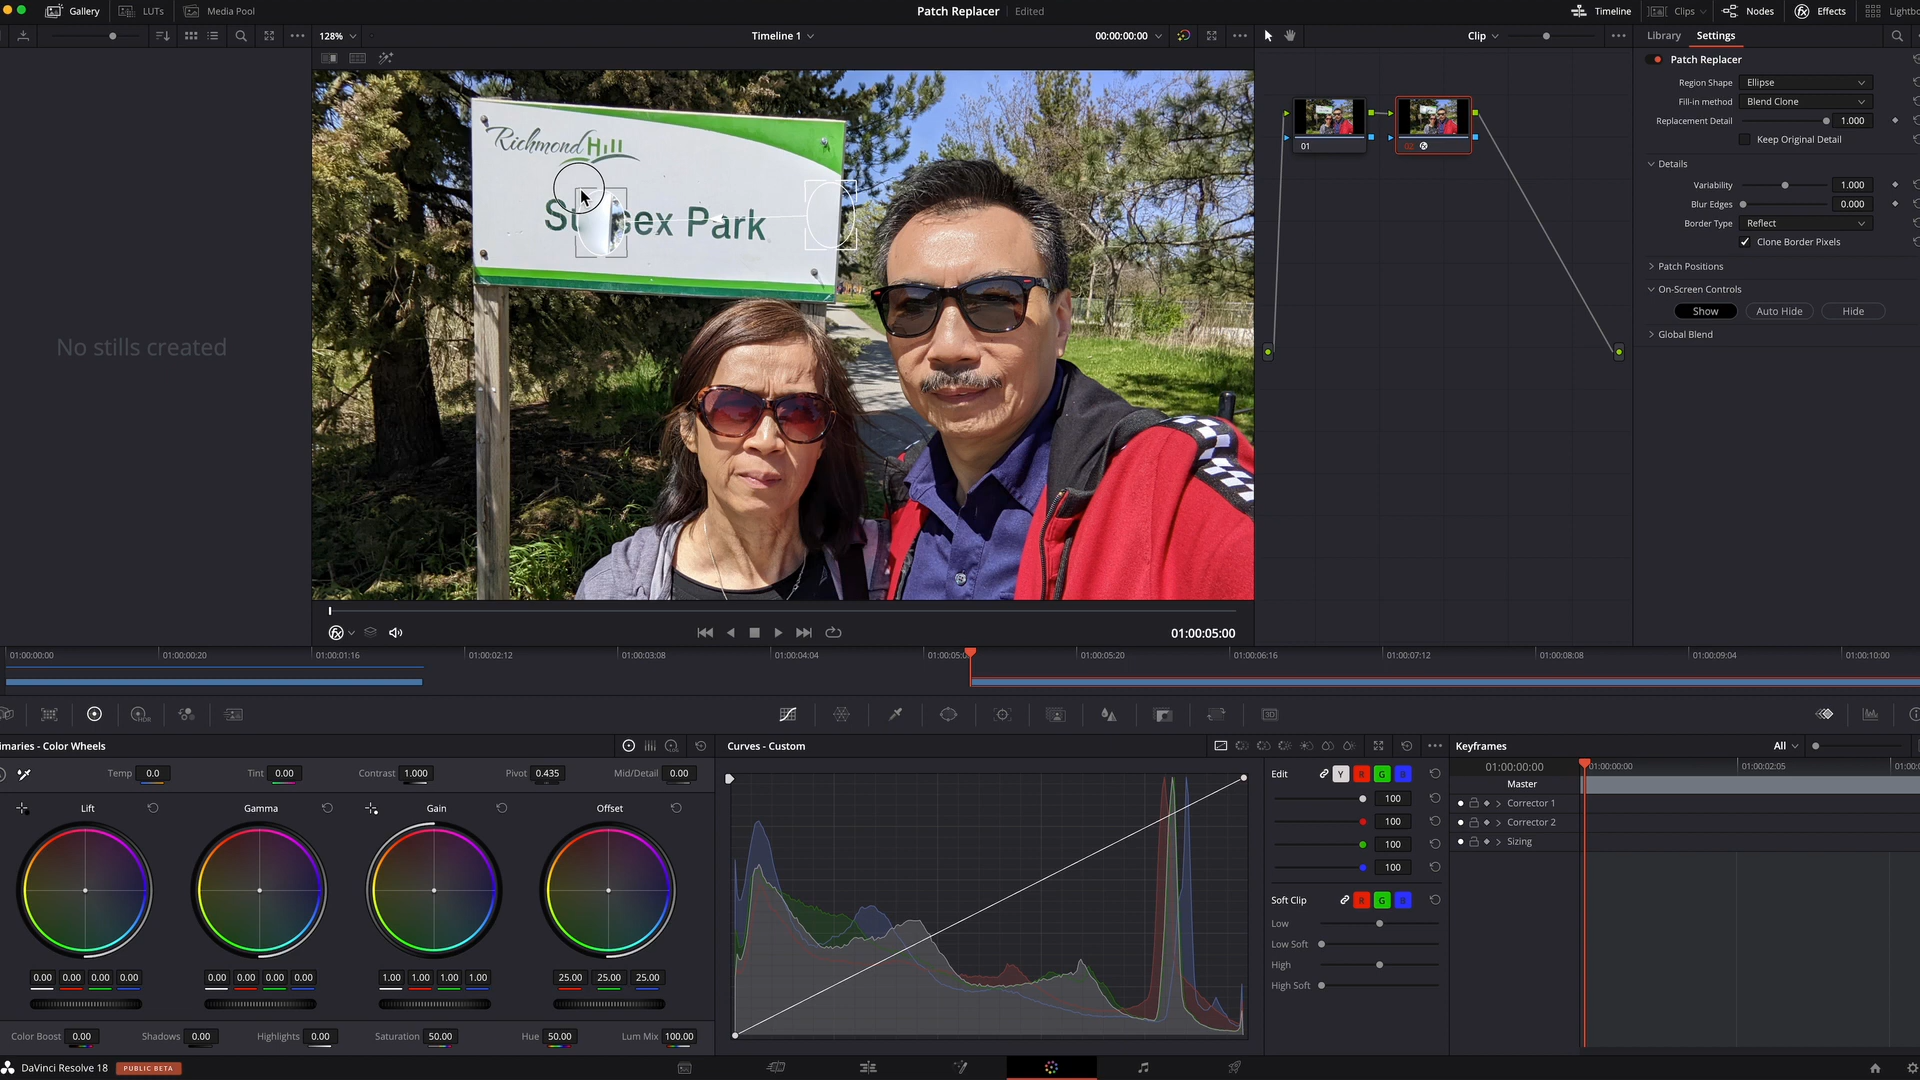 Gallery LUTs Media Pool Patch Replacer Edited Timeline Clips Nodes Effects
128% Timeline 1 00:00:00:00 Clip Library Settings
Richmond Hill
sex Park
No stills created
01
02
Patch Replacer
Region Shape Ellipse
Fill-in method Blend Clone
Replacement Detail 1.000
Keep Original Detail
Details
Variability 1.000
Blur Edges 0.000
Border Type Reflect
Clone Border Pixels
Patch Positions
On-Screen Controls
Show Auto Hide Hide
Global Blend
01:00:05:00
01:00:00:00 01:00:00:20 01:00:01:16 01:00:02:12 01:00:03:08 01:00:04:04 01:00:05:20 01:00:06:16 01:00:07:12 01:00:08:08 01:00:09:04 01:00:10:00
imaries - Color Wheels
Temp 0.0 Tint 0.00 Contrast 1.000 Pivot 0.435 Mid/Detail 0.00
Lift Gamma Gain Offset
0.00 0.00 0.00 0.00 0.00 0.00 0.00 0.00 1.00 1.00 1.00 1.00 25.00 25.00 25.00
Color Boost 0.00 Shadows 0.00 Highlights 0.00 Saturation 50.00 Hue 50.00 Lum Mix 100.00
Curves - Custom
Edit Y R G B
100
100
100
100
Soft Clip R G B
Low
Low Soft
High
High Soft
Keyframes All
01:00:00:00 00:00:00:00 00:00:02:05
Master
Corrector 1
Corrector 2
Sizing
DaVinci Resolve 18 PUBLIC BETA